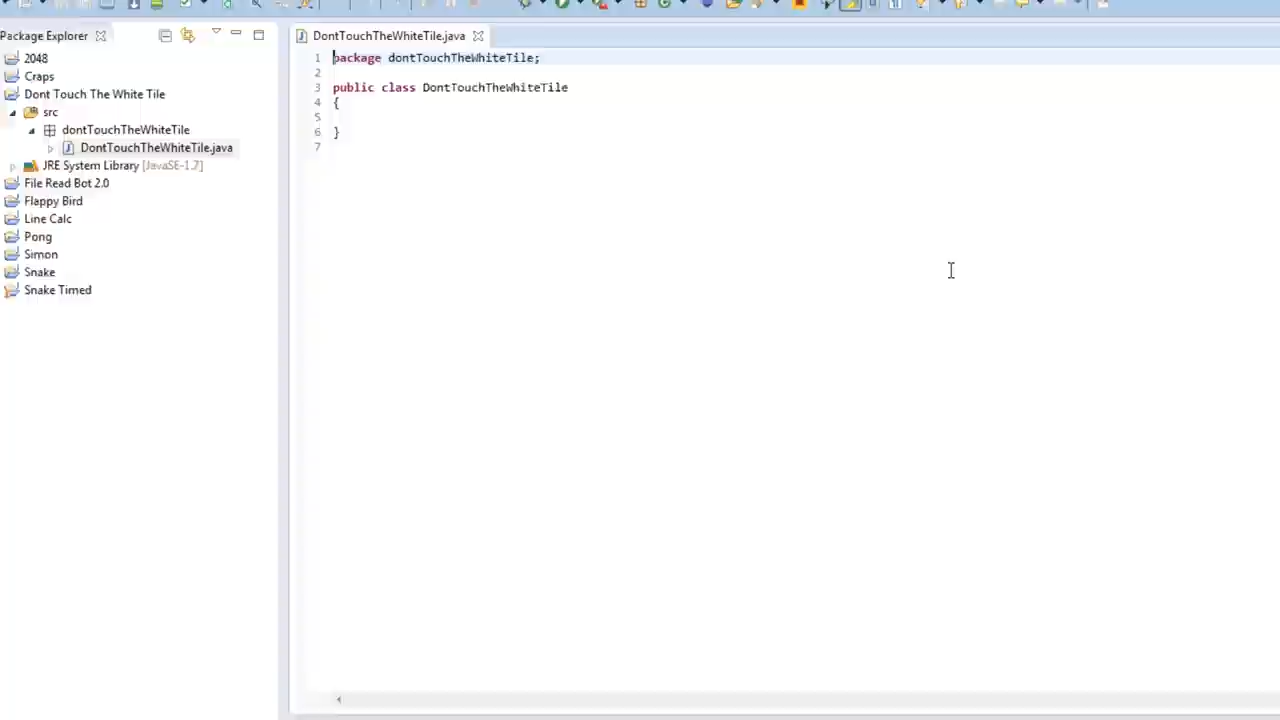 Package Explorer
2048
Craps
Dont Touch The White Tile
src
dontTouchTheWhiteTile
DontTouchTheWhiteTile.java
JRE System Library [JavaSE-1.7]
File Read Bot 2.0
Flappy Bird
Line Calc
Pong
Simon
Snake
Snake Timed
DontTouchTheWhiteTile.java
1 package dontTouchTheWhiteTile;
2
3 public class DontTouchTheWhiteTile
4 {
5
6 }
7